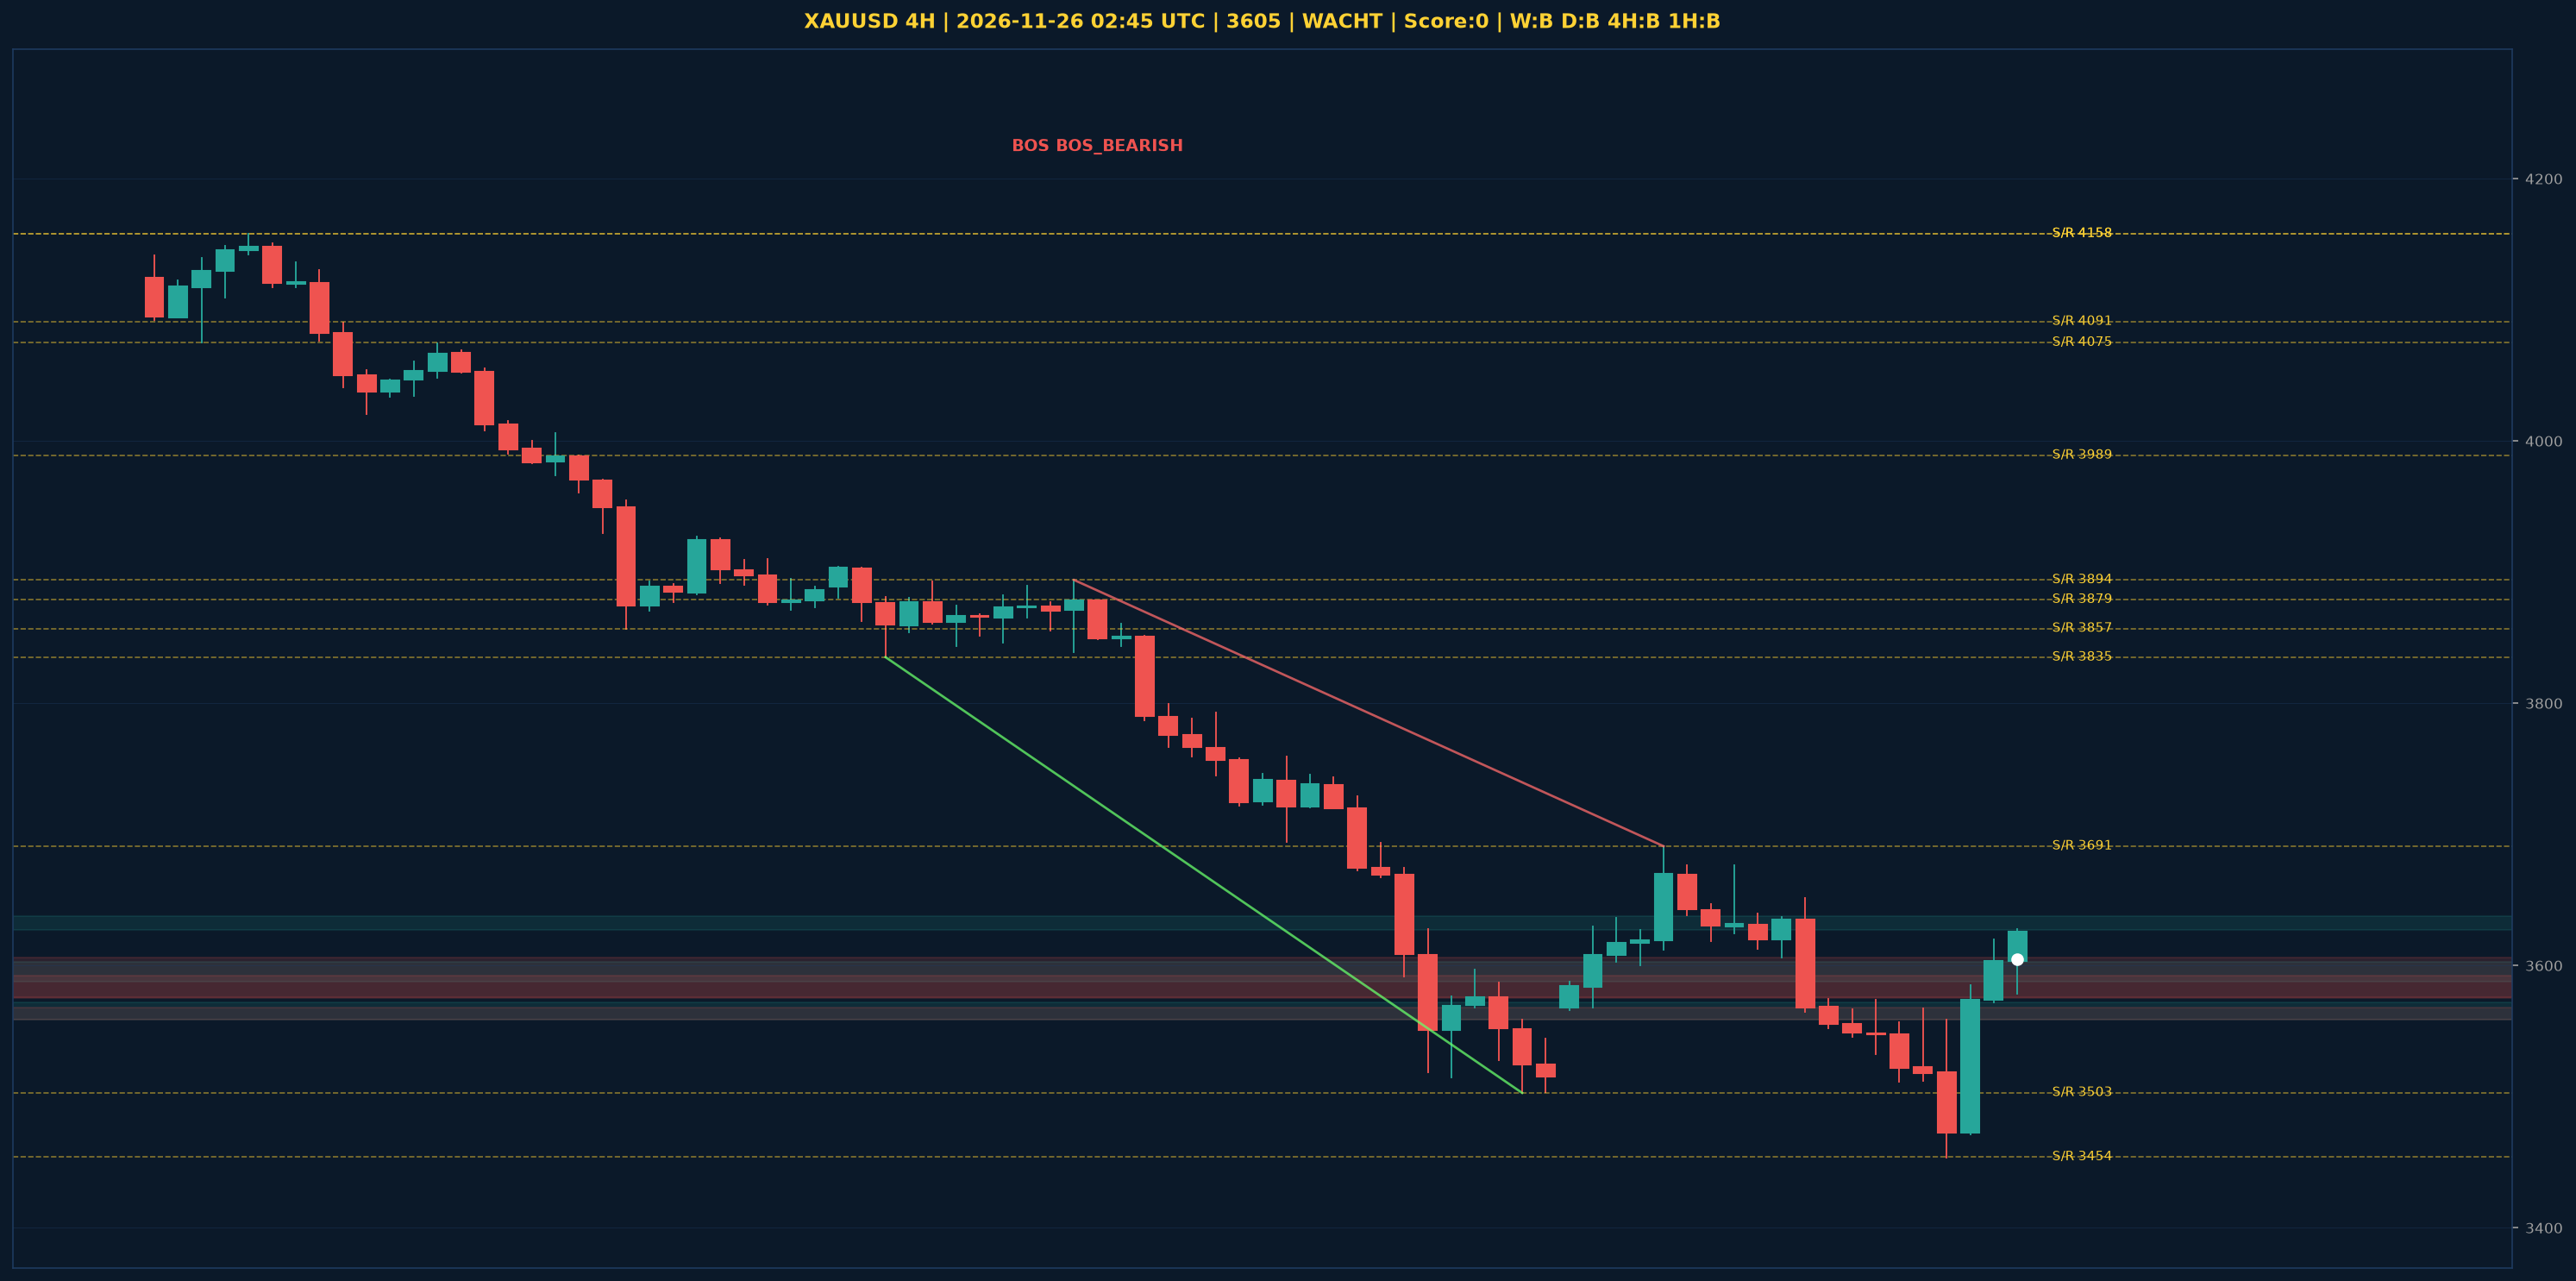 XAUUSD 4H | 2026-11-26 02:45 UTC | 3605 | WACHT | Score:0 | W:B D:B 4H:B 1H:B
BOS BOS_BEARISH
4200
S/R 4158
S/R 4091
S/R 4075
4000
S/R 3989
S/R 3894
S/R 3879
S/R 3857
S/R 3835
3800
S/R 3691
3600
S/R 3503
S/R 3454
3400